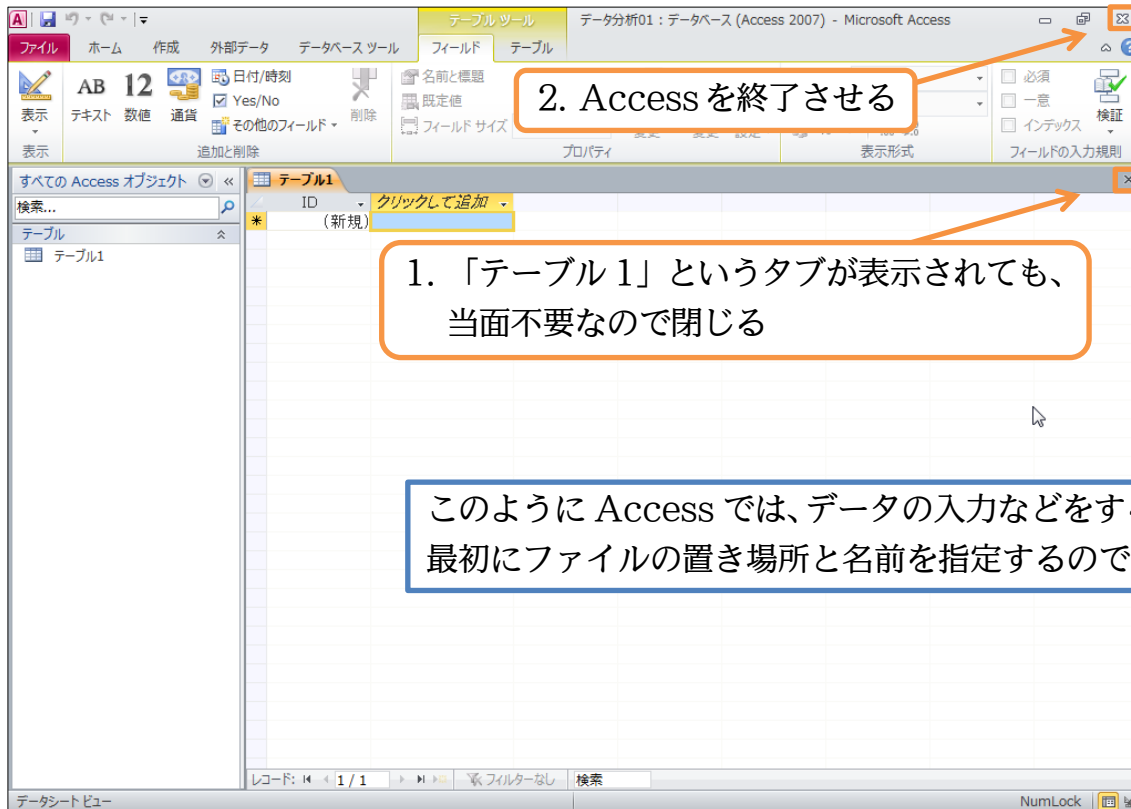 テーブル ツール
データ分析01 : データベース (Access 2007) - Microsoft Access
ファイル ホーム 作成 外部データ データベース ツール フィールド テーブル
表示
AB テキスト
12 数値
通貨
日付/時刻
Yes/No
その他のフィールド
削除
名前と標題
既定値
フィールド サイズ
2. Accessを終了させる
必須
一意
インデックス
検証
表示 追加と削除 プロパティ 表示形式 フィールドの入力規則
すべての Access オブジェクト «
検索...
テーブル
テーブル1
テーブル1
ID クリックして追加
* (新規)
1. 「テーブル 1」というタブが表示されても、
当面不要なので閉じる
このように Access では、データの入力などをす
最初にファイルの置き場所と名前を指定するので
レコード: 1 / 1 フィルターなし 検索
データシート ビュー NumLock